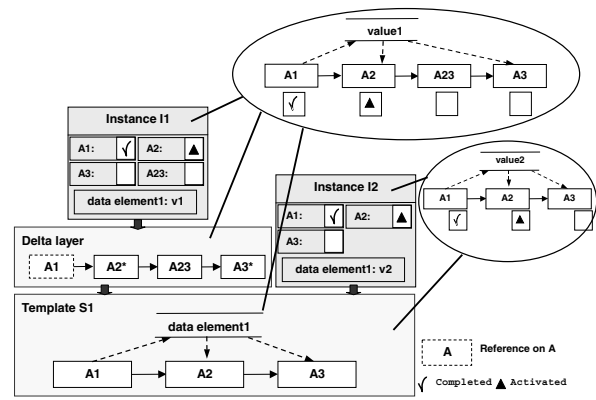 value1
A1 A2 A23 A3
Instance I1
A1: A2:
A3: A23:
data element1: v1
value2
A1 A2 A3
Instance I2
A1: A2:
A3:
data element1: v2
Delta layer
A1 A2* A23 A3*
Template S1
data element1
A1 A2 A3
A Reference on A
Completed Activated